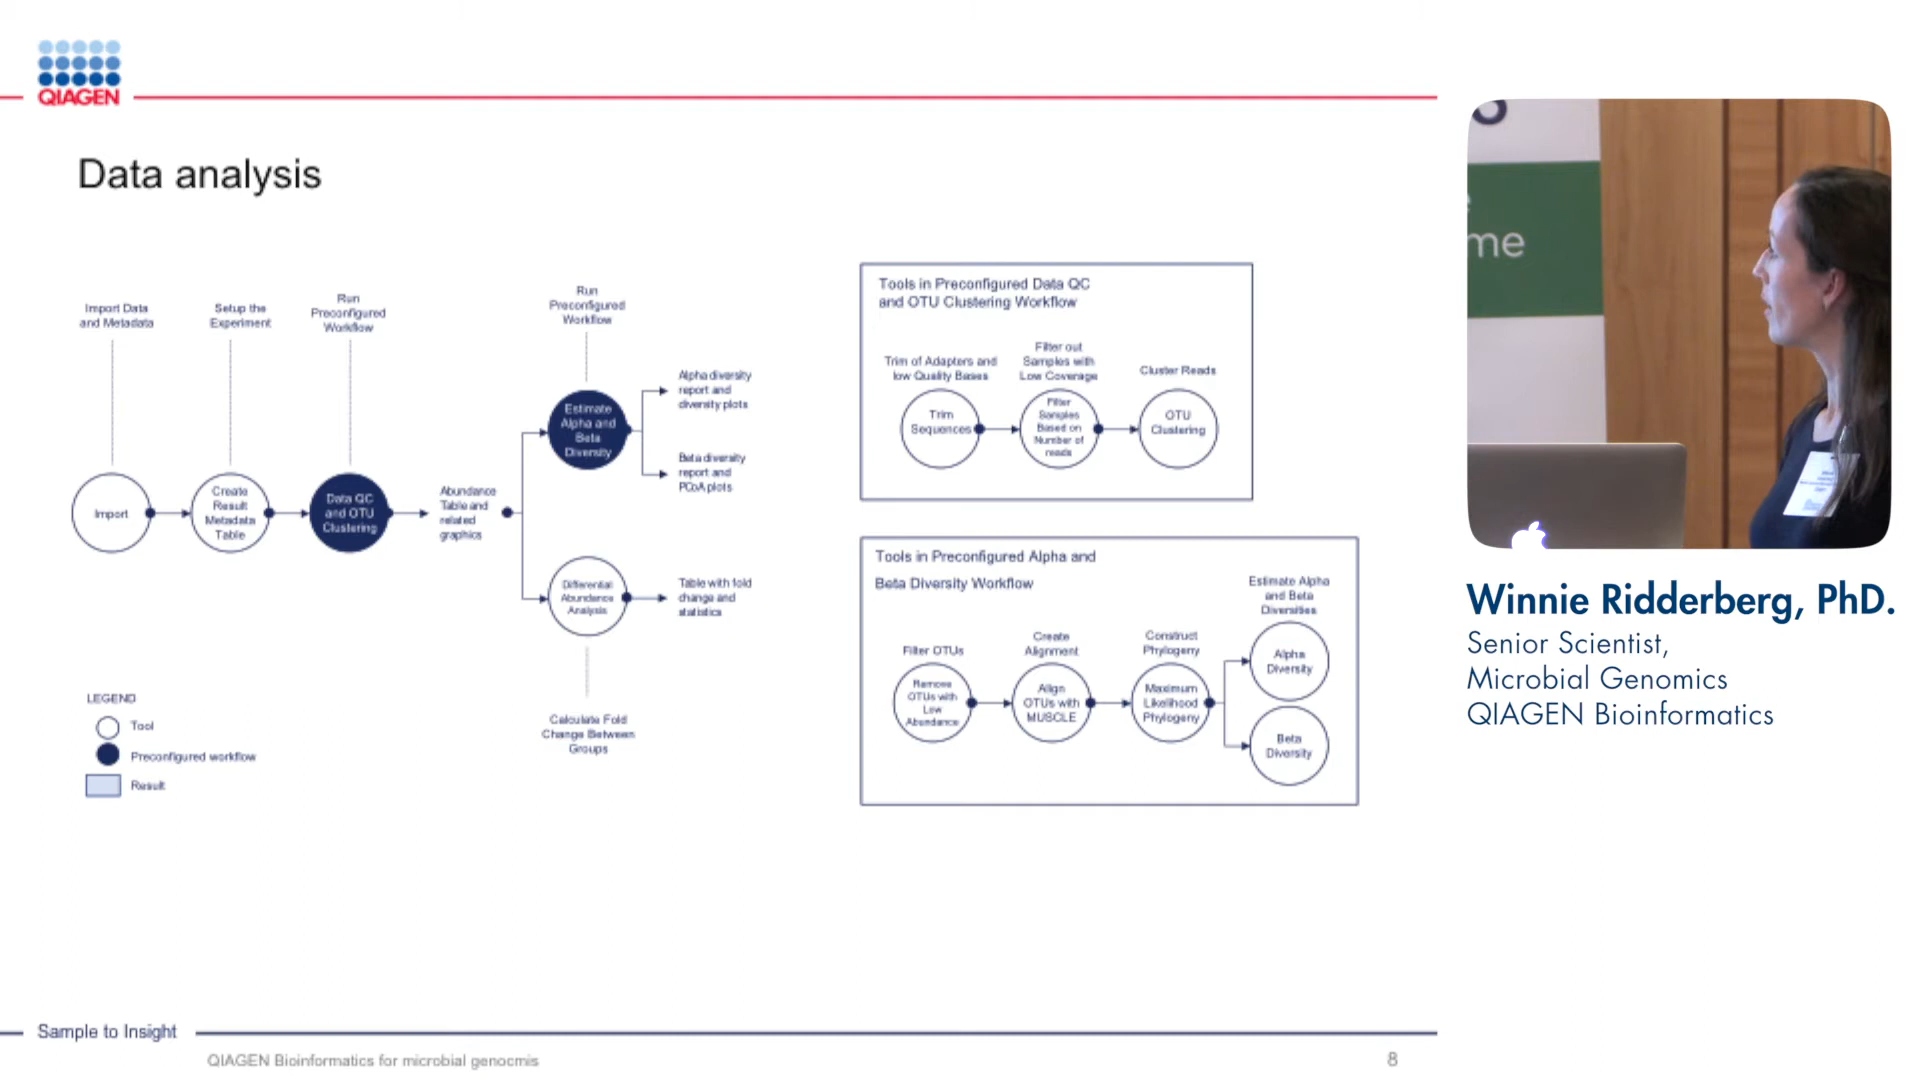 QIAGEN
Data analysis
Import Data
and Metadata
Setup the
Experiment
Run
Preconfigured
Workflow
Run
Preconfigured
Workflow
Import
Create
Result
Metadata
Table
Data QC
and OTU
Clustering
Abundance
Table and
related
graphics
Estimate
Alpha and
Beta
Diversity
Alpha diversity
report and
diversity plots
Beta diversity
report and
PCoA plots
Differential
Abundance
Analysis
Table with fold
change and
statistics
Calculate Fold
Change Between
Groups
LEGEND
Tool
Preconfigured workflow
Result
Tools in Preconfigured Data QC
and OTU Clustering Workflow
Trim of Adapters and
low Quality Bases
Filter out
Samples with
Low Coverage
Cluster Reads
Trim
Sequences
Filter
Samples
Based on
Number of
reads
OTU
Clustering
Tools in Preconfigured Alpha and
Beta Diversity Workflow
Filter OTUs
Create
Alignment
Construct
Phylogeny
Estimate Alpha
and Beta
Diversities
Remove
OTUs with
Low
Abundance
Align
OTUs with
MUSCLE
Maximum
Likelihood
Phylogeny
Alpha
Diversity
Beta
Diversity
Sample to Insight
QIAGEN Bioinformatics for microbial genocmis
8
me
Winnie Ridderberg, PhD.
Senior Scientist,
Microbial Genomics
QIAGEN Bioinformatics